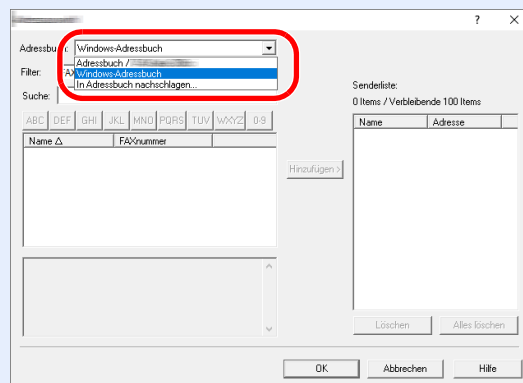 ?
Adressbuch: Windows-Adressbuch
Adressbuch /
Windows-Adressbuch
In Adressbuch nachschlagen...
Filter:
Suche:
Senderliste:
0 Items / Verbleibende 100 Items
ABC DEF GHI JKL MNO PQRS TUV WXYZ 0-9
Name FAXnummer
Name Adresse
Hinzufügen >
Löschen Alles löschen
OK Abbrechen Hilfe